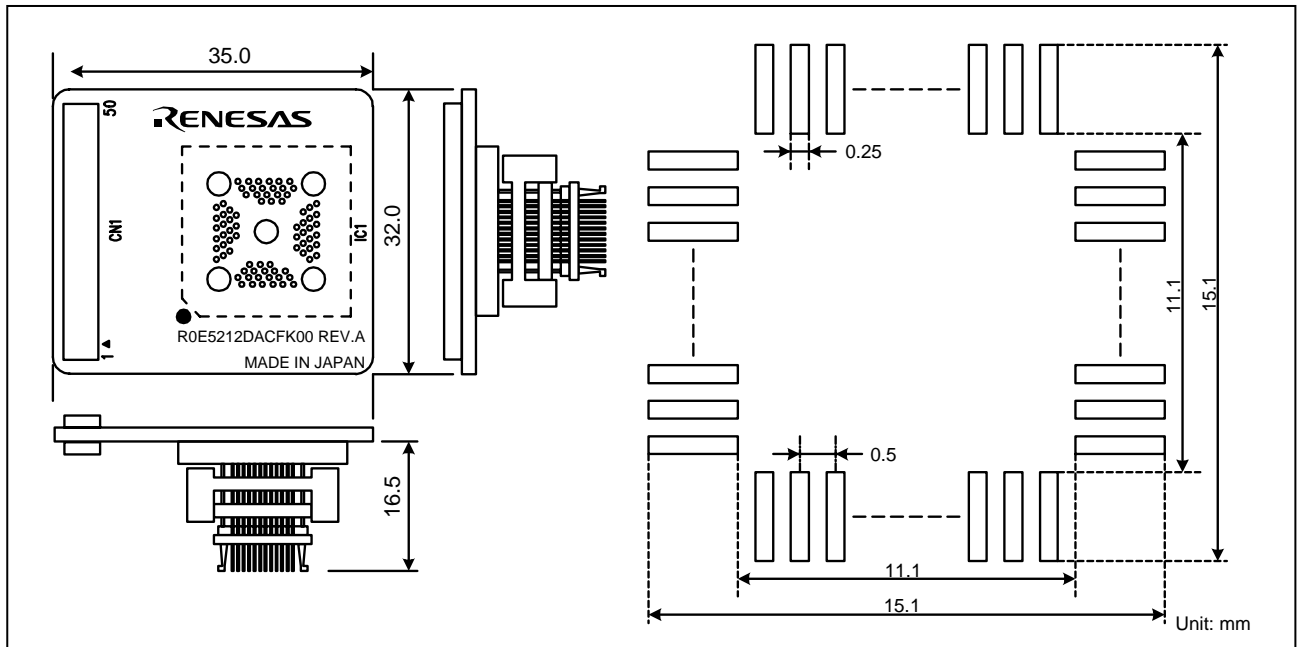 35.0
50
RENESAS
CN1
IC1
32.0
1
R0E5212DACFK00 REV.A
MADE IN JAPAN
16.5
0.25
11.1
15.1
0.5
11.1
15.1
Unit: mm